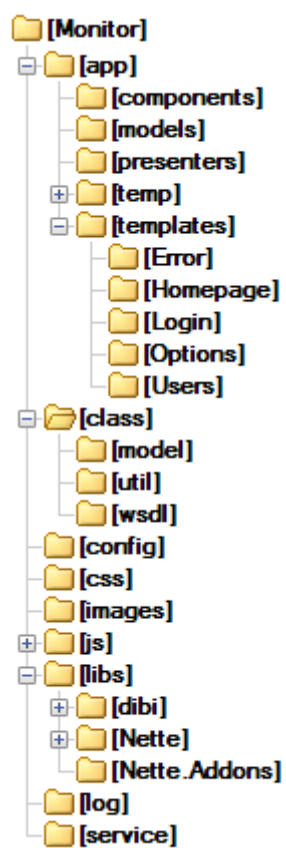 [Monitor]
[app]
[components]
[models]
[presenters]
[temp]
[templates]
[Error]
[Homepage]
[Login]
[Options]
[Users]
[class]
[model]
[util]
[wsdl]
[config]
[css]
[images]
[js]
[libs]
[dibi]
[Nette]
[Nette.Addons]
[log]
[service]